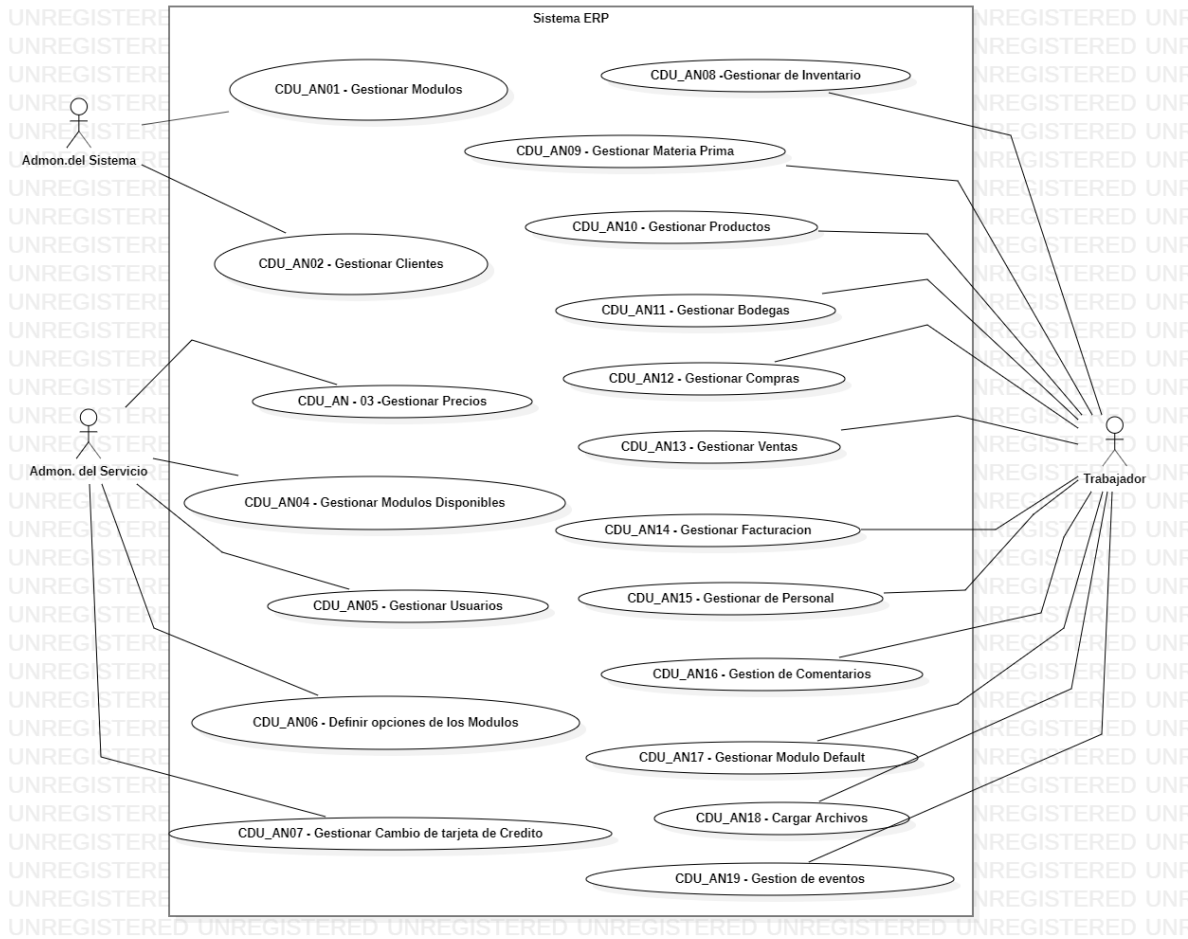 Sistema ERP
CDU_AN01 - Gestionar Modulos
CDU_AN08 -Gestionar de Inventario
Admon.del Sistema
CDU_AN09 - Gestionar Materia Prima
CDU_AN10 - Gestionar Productos
CDU_AN02 - Gestionar Clientes
CDU_AN11 - Gestionar Bodegas
CDU_AN12 - Gestionar Compras
CDU_AN - 03 -Gestionar Precios
CDU_AN13 - Gestionar Ventas
Admon. del Servicio
Trabajador
CDU_AN04 - Gestionar Modulos Disponibles
CDU_AN14 - Gestionar Facturacion
CDU_AN15 - Gestionar de Personal
CDU_AN05 - Gestionar Usuarios
CDU_AN16 - Gestion de Comentarios
CDU_AN06 - Definir opciones de los Modulos
CDU_AN17 - Gestionar Modulo Default
CDU_AN18 - Cargar Archivos
CDU_AN07 - Gestionar Cambio de tarjeta de Credito
CDU_AN19 - Gestion de eventos
UNREGISTERED UNREGISTERED UNREGISTERED UNREGISTERED UNREGISTERED UNREGISTERED UNR